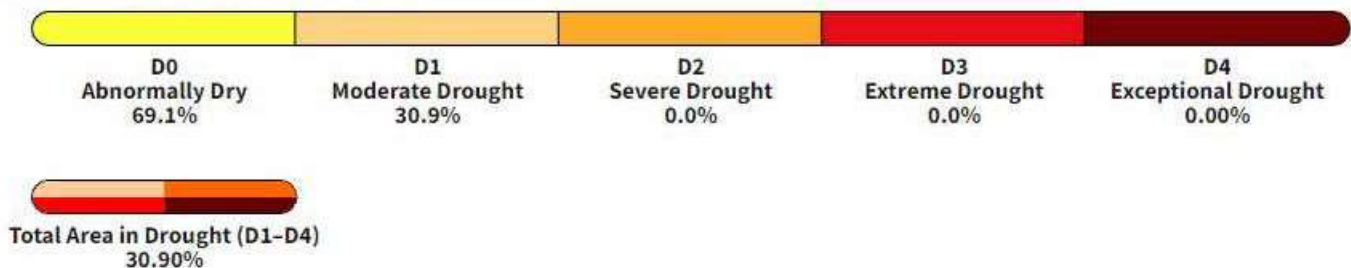 D0
Abnormally Dry
69.1%
D1
Moderate Drought
30.9%
D2
Severe Drought
0.0%
D3
Extreme Drought
0.0%
D4
Exceptional Drought
0.00%
Total Area in Drought (D1–D4)
30.90%